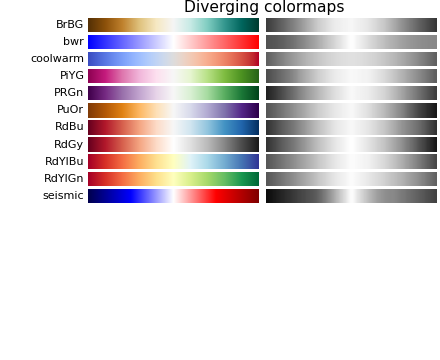 Diverging colormaps
BrBG
bwr
coolwarm
PiYG
PRGn
PuOr
RdBu
RdGy
RdYlBu
RdYlGn
seismic